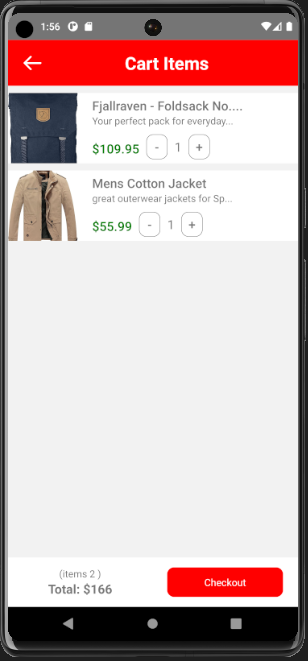 1:56
Cart Items
Fjallraven - Foldsack No....
Your perfect pack for everyday...
$109.95 - 1 +
Mens Cotton Jacket
great outerwear jackets for Sp...
$55.99 - 1 +
(items 2 )
Total: $166
Checkout